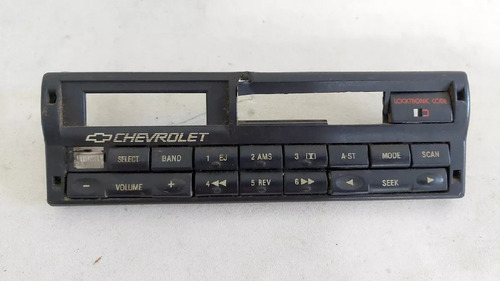 LOCKTRONIC CODE
CHEVROLET
SELECT BAND 1 EJ 2 AMS 3 A·ST MODE SCAN
- VOLUME + 4 ◀◀ 5 REV 6 ▶▶ ◀ SEEK ▶